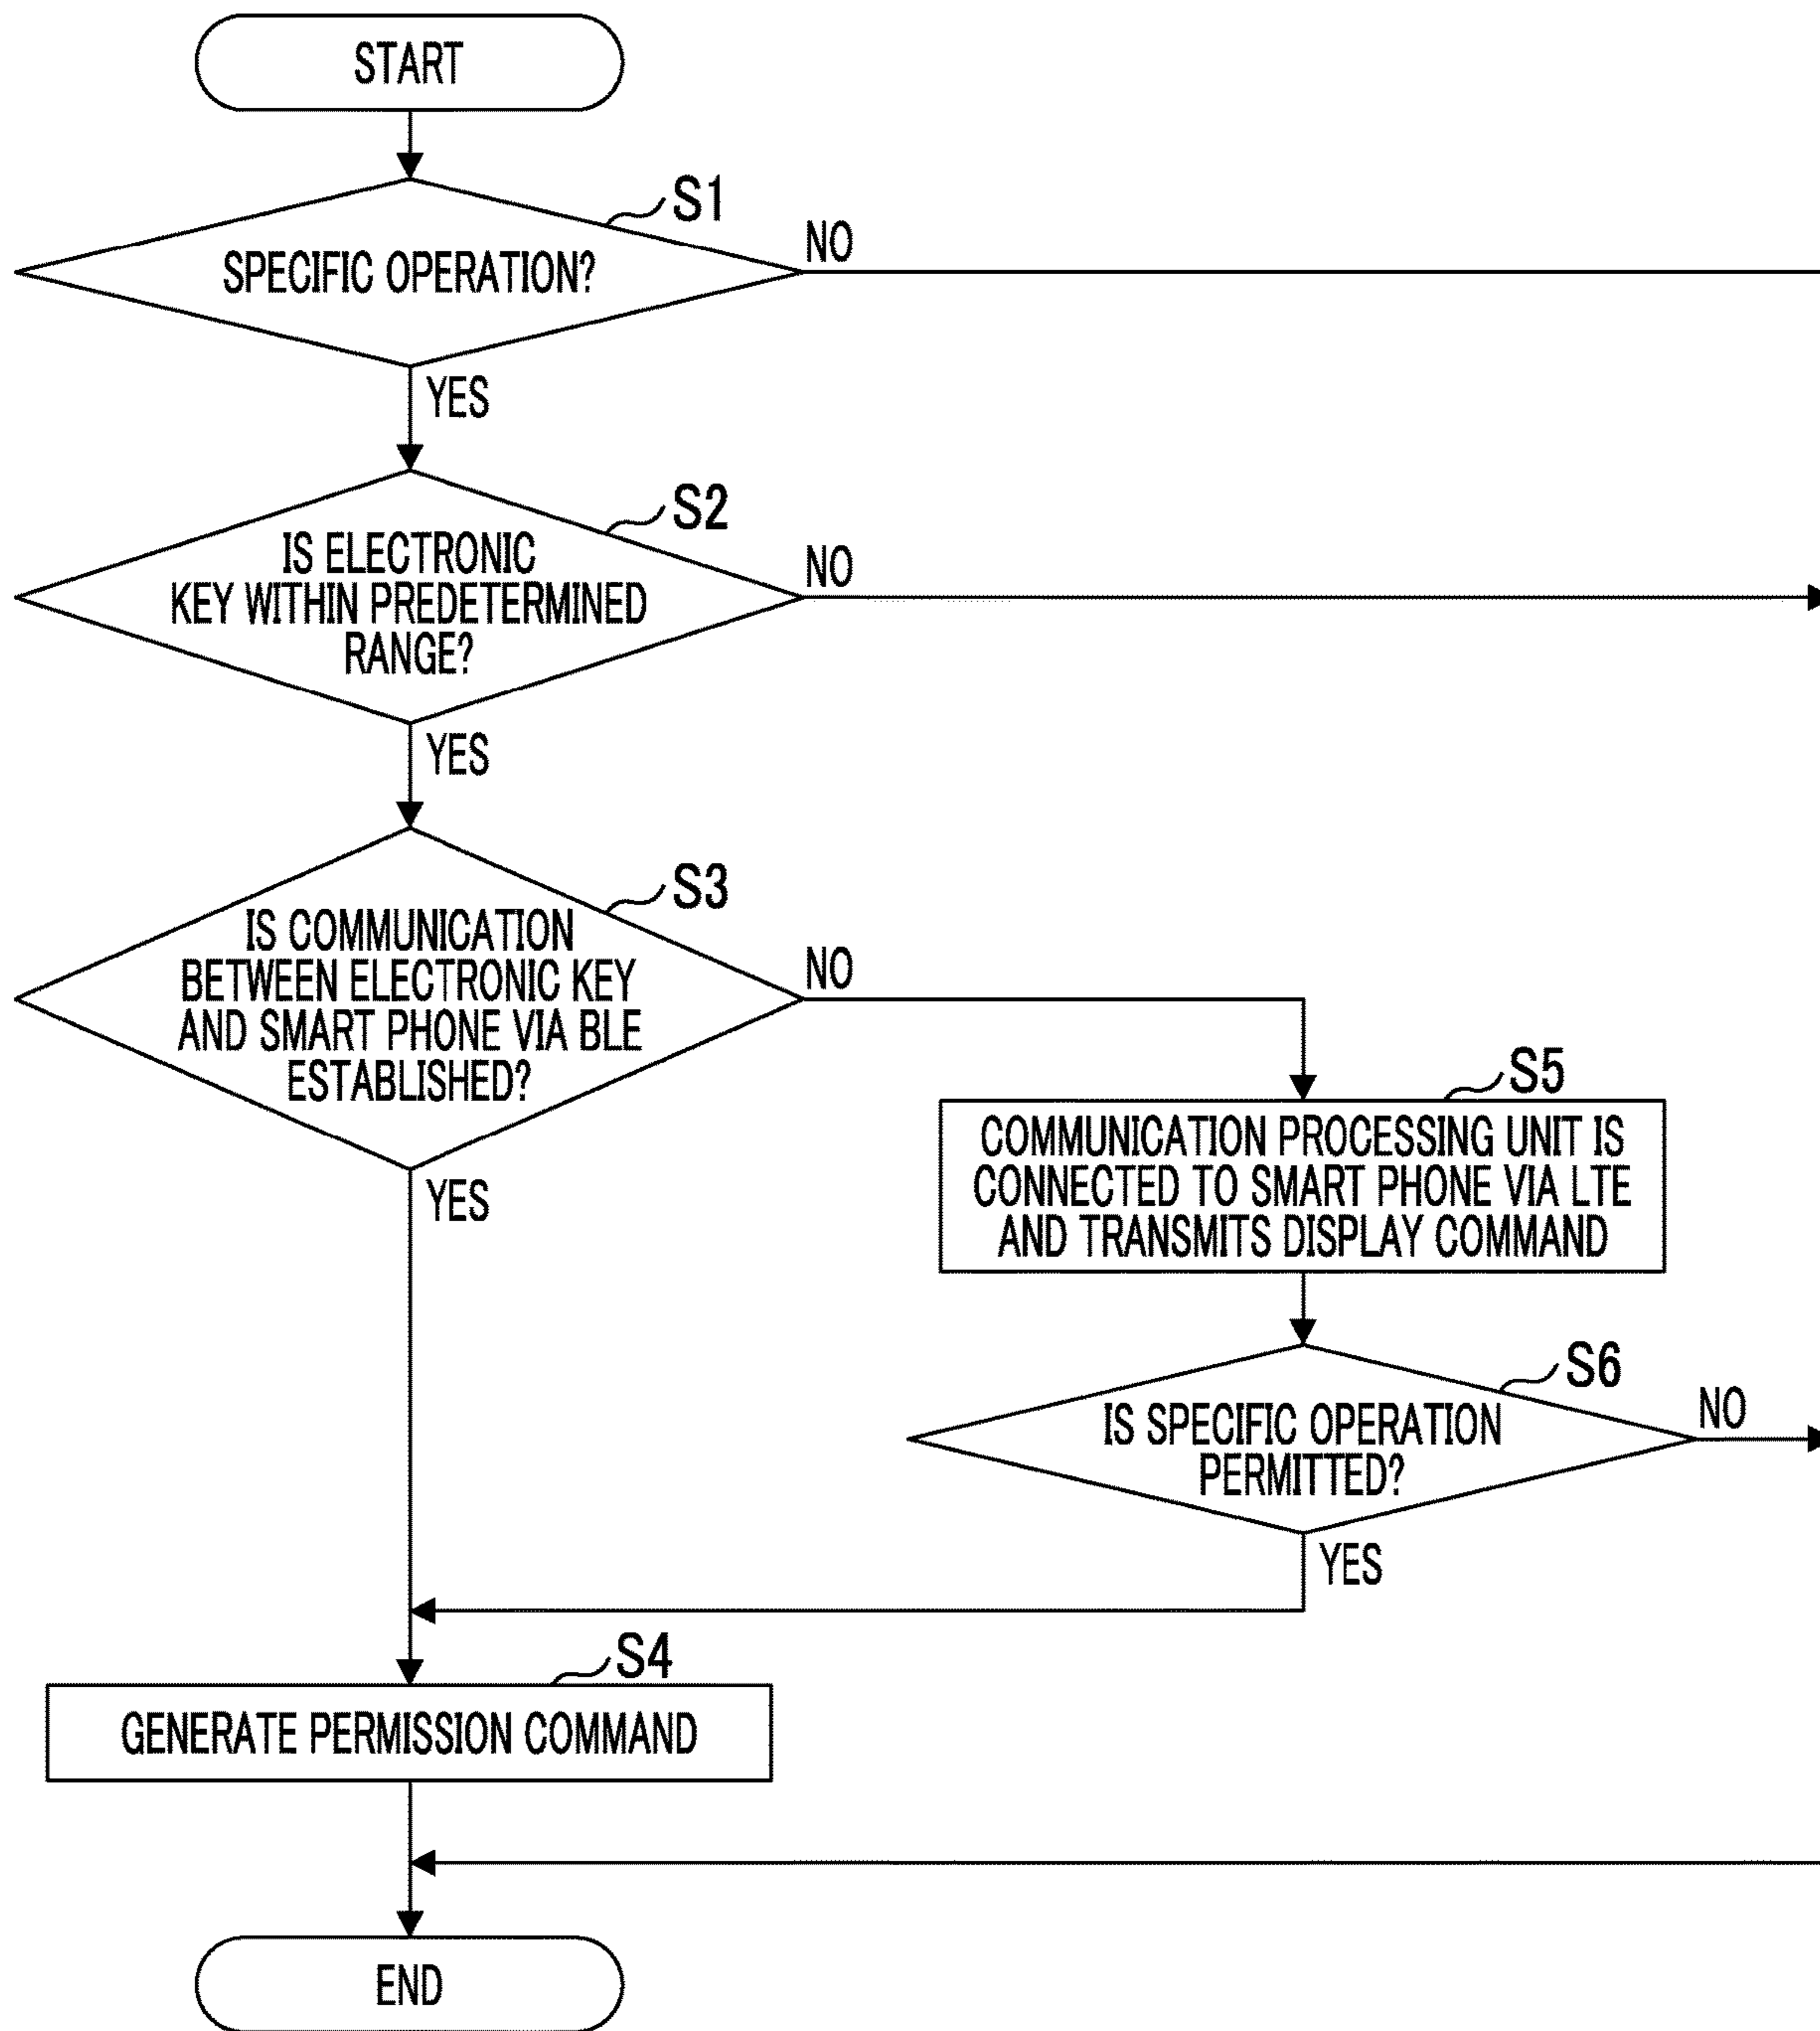 START
S1
SPECIFIC OPERATION?
NO
YES
S2
IS ELECTRONIC
KEY WITHIN PREDETERMINED
RANGE?
NO
YES
S3
IS COMMUNICATION
BETWEEN ELECTRONIC KEY
AND SMART PHONE VIA BLE
ESTABLISHED?
NO
YES
S5
COMMUNICATION PROCESSING UNIT IS
CONNECTED TO SMART PHONE VIA LTE
AND TRANSMITS DISPLAY COMMAND
S6
IS SPECIFIC OPERATION
PERMITTED?
NO
YES
S4
GENERATE PERMISSION COMMAND
END